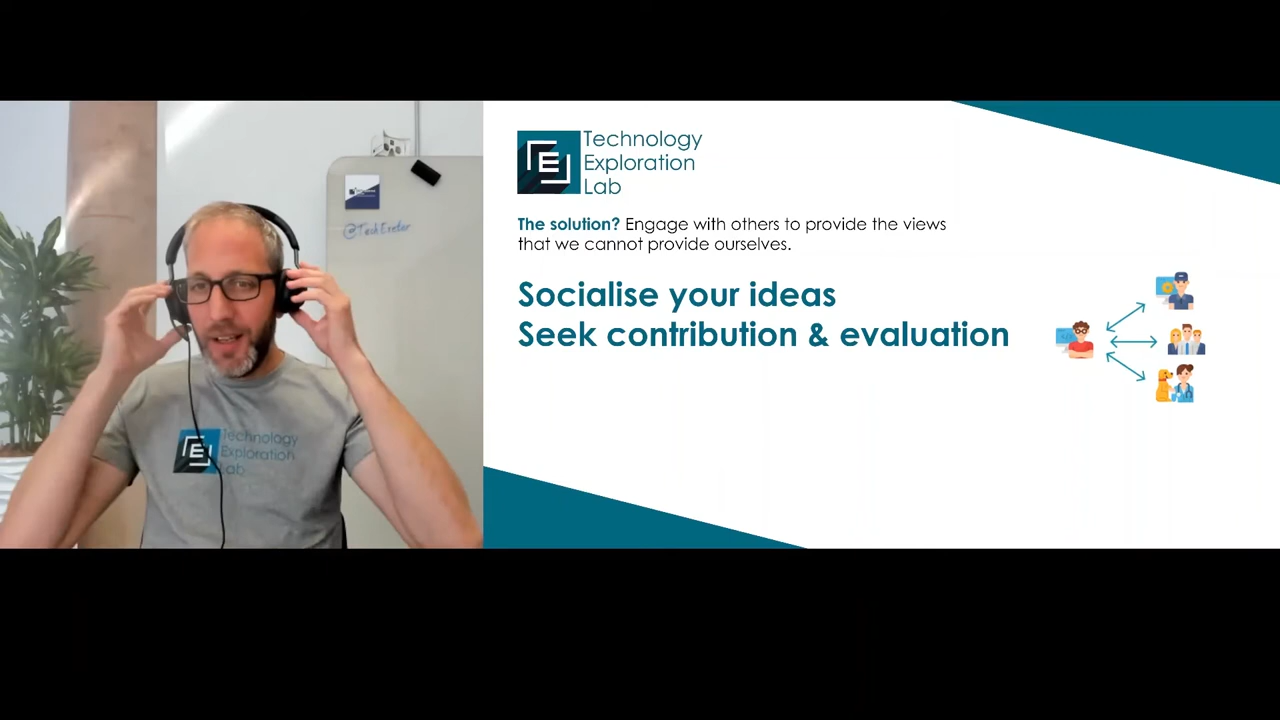 @TechExeter
Technology
Exploration
Lab
Technology
Exploration
Lab
The solution? Engage with others to provide the views
that we cannot provide ourselves.
Socialise your ideas
Seek contribution & evaluation